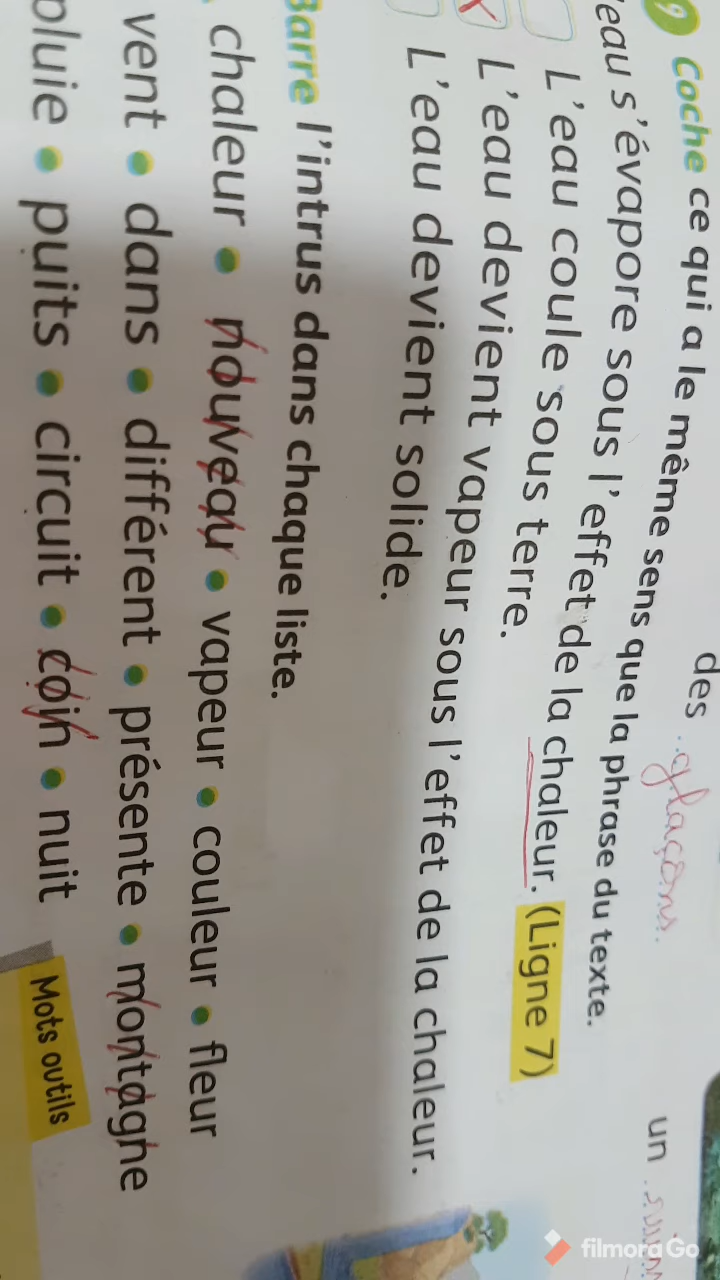 des glaçons.
un
9 Coche ce qui a le même sens que la phrase du texte.
eau s'évapore sous l'effet de la chaleur. (Ligne 7)
L'eau coule sous terre.
L'eau devient vapeur sous l'effet de la chaleur.
L'eau devient solide.
Barre l'intrus dans chaque liste.
chaleur • nouveau • vapeur • couleur • fleur
vent • dans • différent • présente • montagne
pluie • puits • circuit • coin • nuit
Mots outils
filmoraGo